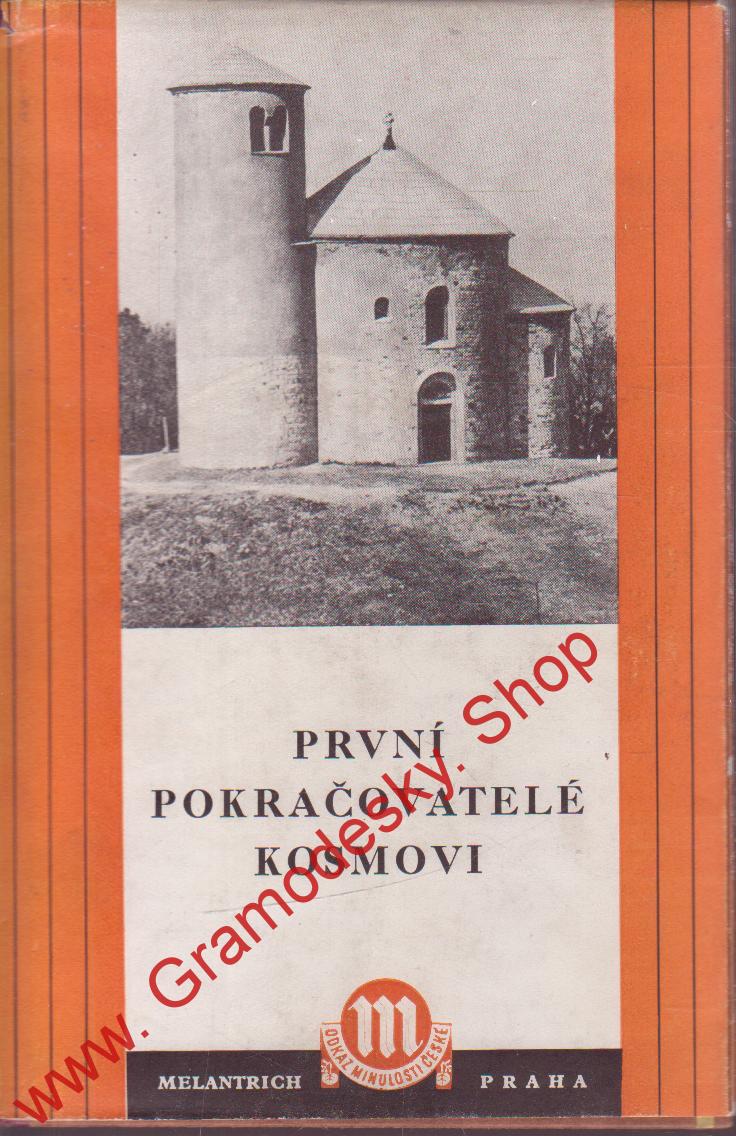 PRVNÍ
POKRAČOVATELÉ
KOSMOVI
www.Gramodesky.Shop
m
ODKAZ MINULOSTI ČESKÉ
MELANTRICH PRAHA